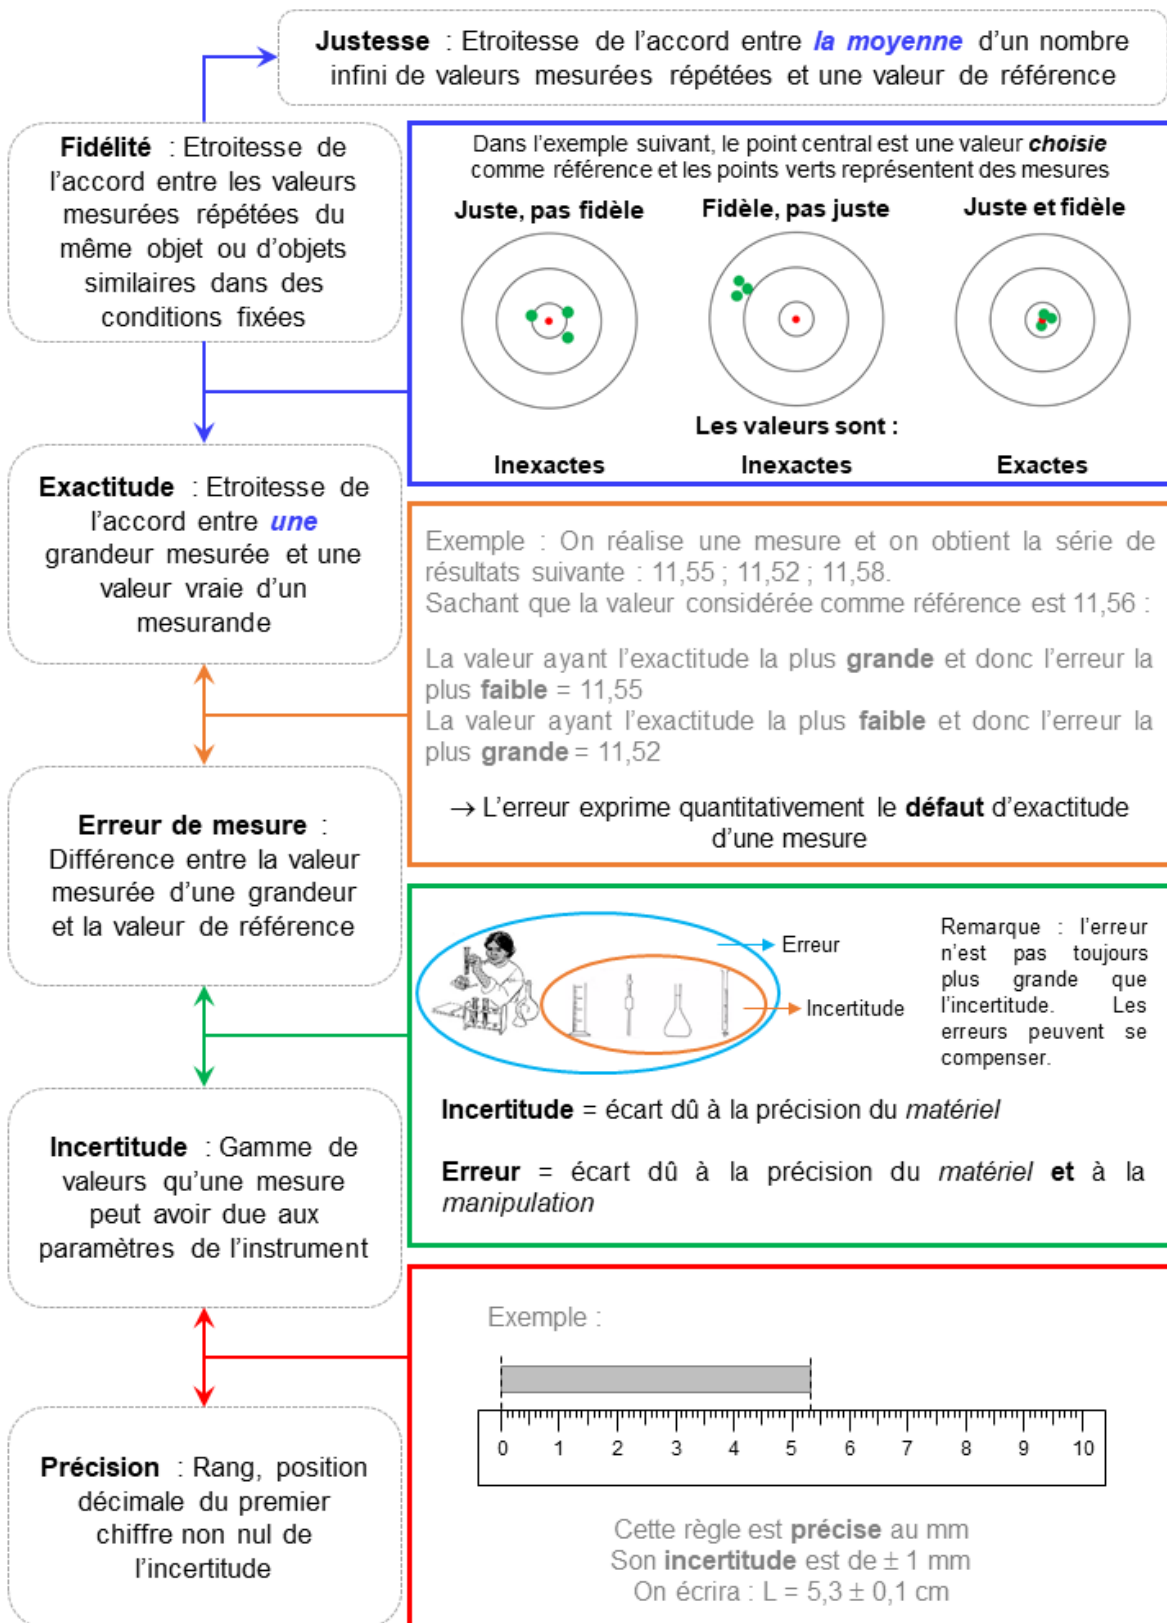 Justesse : Etroitesse de l’accord entre la moyenne d’un nombre
infini de valeurs mesurées répétées et une valeur de référence
Fidélité : Etroitesse de
l’accord entre les valeurs
mesurées répétées du
même objet ou d’objets
similaires dans des
conditions fixées
Dans l’exemple suivant, le point central est une valeur choisie
comme référence et les points verts représentent des mesures
Juste, pas fidèle Fidèle, pas juste Juste et fidèle
Les valeurs sont :
Inexactes Inexactes Exactes
Exactitude : Etroitesse de
l’accord entre une
grandeur mesurée et une
valeur vraie d’un
mesurande
Exemple : On réalise une mesure et on obtient la série de
résultats suivante : 11,55 ; 11,52 ; 11,58.
Sachant que la valeur considérée comme référence est 11,56 :
La valeur ayant l’exactitude la plus grande et donc l’erreur la
plus faible = 11,55
La valeur ayant l’exactitude la plus faible et donc l’erreur la
plus grande = 11,52
→ L’erreur exprime quantitativement le défaut d’exactitude
d’une mesure
Erreur de mesure :
Différence entre la valeur
mesurée d’une grandeur
et la valeur de référence
Erreur
Incertitude
Remarque : l’erreur
n’est pas toujours
plus grande que
l’incertitude. Les
erreurs peuvent se
compenser.
Incertitude = écart dû à la précision du matériel
Erreur = écart dû à la précision du matériel et à la
manipulation
Incertitude : Gamme de
valeurs qu’une mesure
peut avoir due aux
paramètres de l’instrument
Exemple :
0 1 2 3 4 5 6 7 8 9 10
Cette règle est précise au mm
Son incertitude est de ± 1 mm
On écrira : L = 5,3 ± 0,1 cm
Précision : Rang, position
décimale du premier
chiffre non nul de
l’incertitude